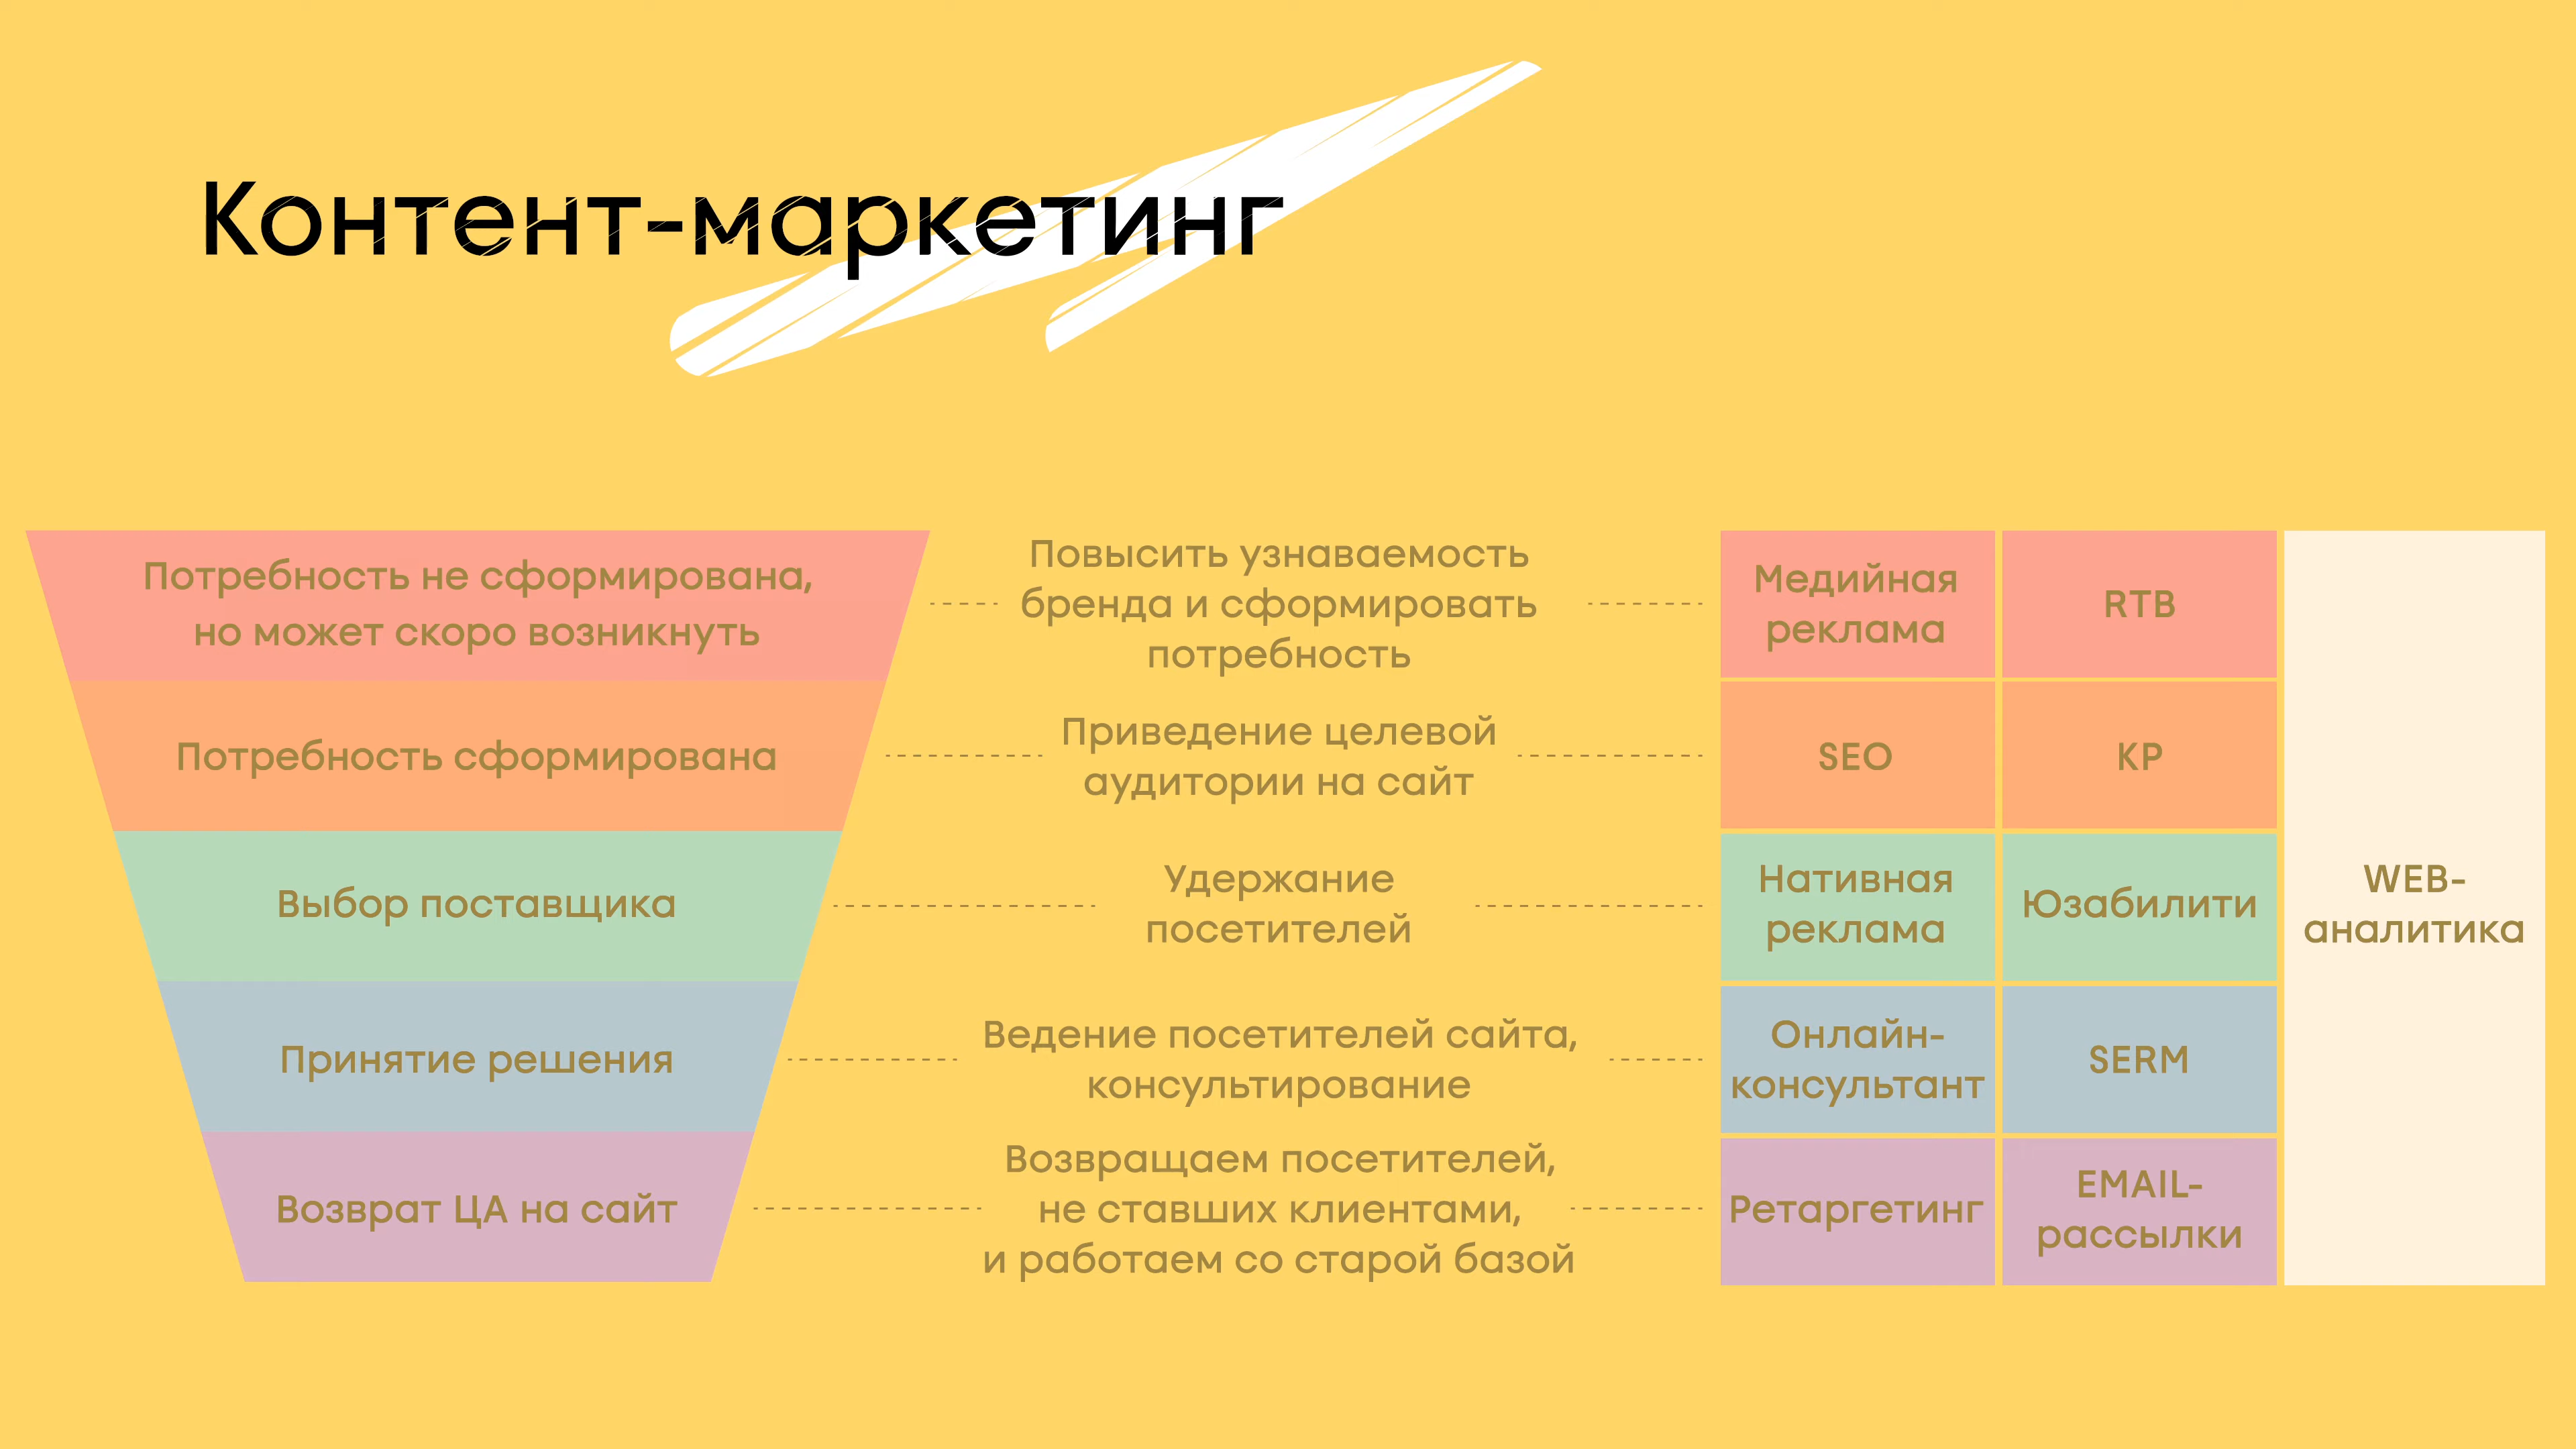 Контент-маркетинг
Потребность не сформирована,
но может скоро возникнуть
Повысить узнаваемость
бренда и сформировать
потребность
Медийная
реклама
RTB
Потребность сформирована
Приведение целевой
аудитории на сайт
SEO
КР
Выбор поставщика
Удержание
посетителей
Нативная
реклама
Юзабилити
WEB-
аналитика
Принятие решения
Ведение посетителей сайта,
консультирование
Онлайн-
консультант
SERM
Возврат ЦА на сайт
Возвращаем посетителей,
не ставших клиентами,
и работаем со старой базой
Ретаргетинг
EMAIL-
рассылки